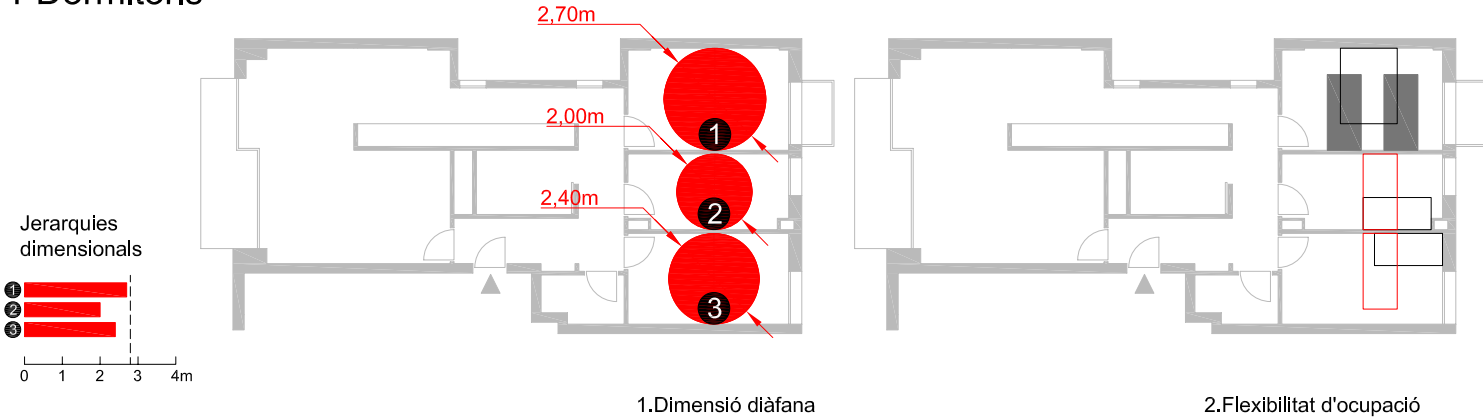 Dormitoris
2,70m
2,00m
2,40m
1
2
3
Jerarquies
dimensionals
1
2
3
0 1 2 3 4m
1.Dimensió diàfana
2.Flexibilitat d'ocupació